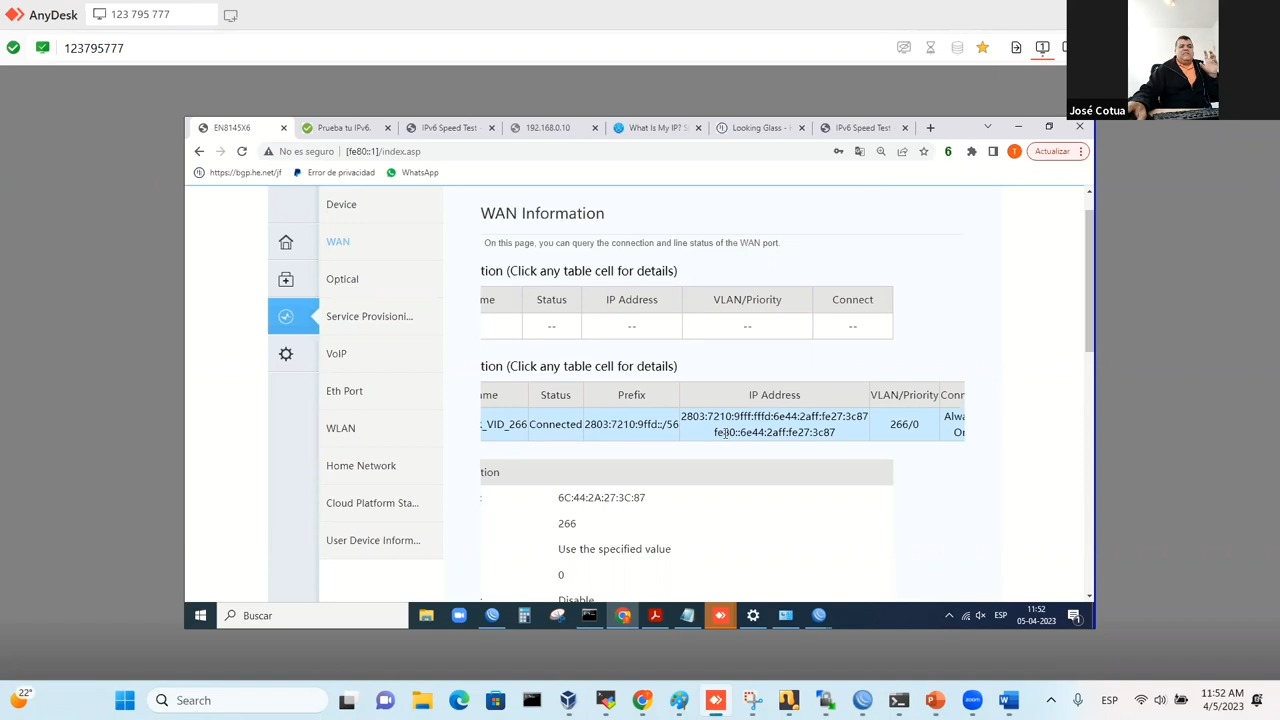 AnyDesk
123 795 777
123795777
1
José Cotua
EN8145X6
Prueba tu IPv6.
IPv6 Speed Test
192.168.0.10
What Is My IP? S
Looking Glass -
IPv6 Speed Test
No es seguro
[fe80::1]/index.asp
6
T
Actualizar
https://bgp.he.net/jf
Error de privacidad
WhatsApp
Device
WAN
Optical
Service Provisioni...
VoIP
Eth Port
WLAN
Home Network
Cloud Platform Sta...
User Device Inform...
WAN Information
On this page, you can query the connection and line status of the WAN port.
tion (Click any table cell for details)
me Status IP Address VLAN/Priority Connect
-- -- -- --
tion (Click any table cell for details)
me Status Prefix IP Address VLAN/Priority Conn
_VID_266 Connected 2803:7210:9ffd::/56 2803:7210:9fff:fffd:6e44:2aff:fe27:3c87 266/0 Alwa
fe80::6e44:2aff:fe27:3c87 On
tion
: 6C:44:2A:27:3C:87
266
Use the specified value
0
Disable
Buscar
ESP
11:52
05-04-2023
1
22°
Search
ESP
11:52 AM
4/5/2023